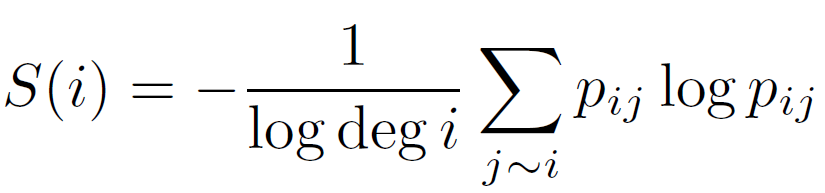 S(i) = -\frac{1}{\log \deg i} \sum_{j \sim i} p_{ij} \log p_{ij}